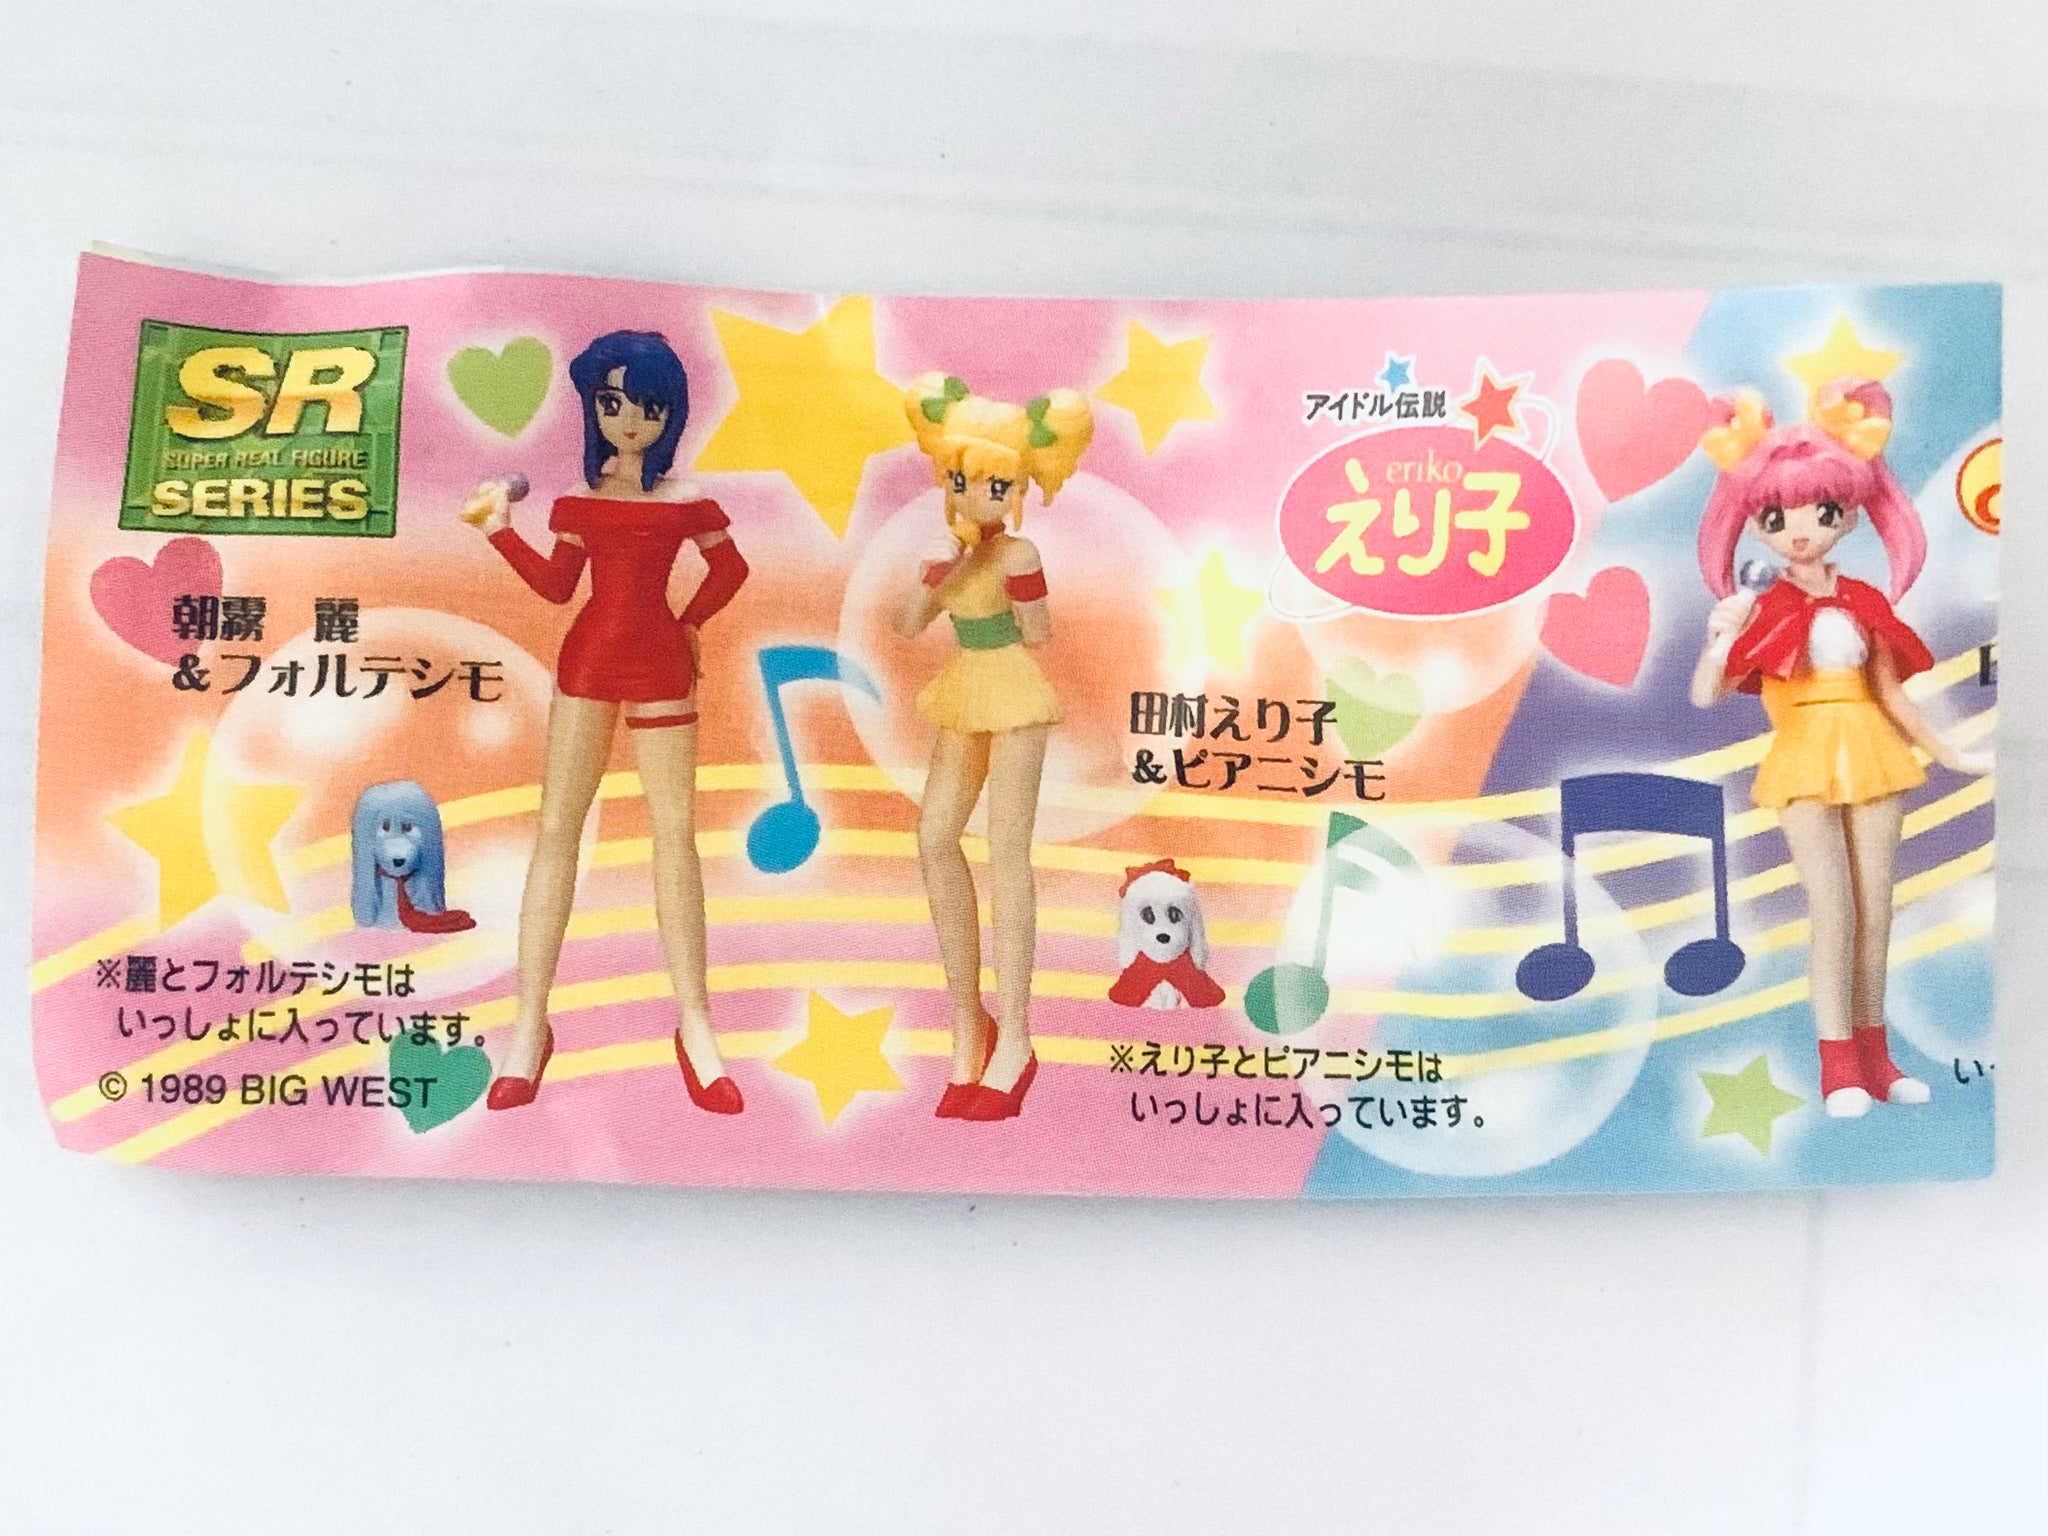 SR
SUPER REAL FIGURE
SERIES
朝霧 麗
&フォルテシモ
※麗とフォルテシモは
いっしょに入っています。
© 1989 BIG WEST
アイドル伝説
eriko
えり子
田村えり子
&ピアニシモ
※えり子とピアニシモは
いっしょに入っています。